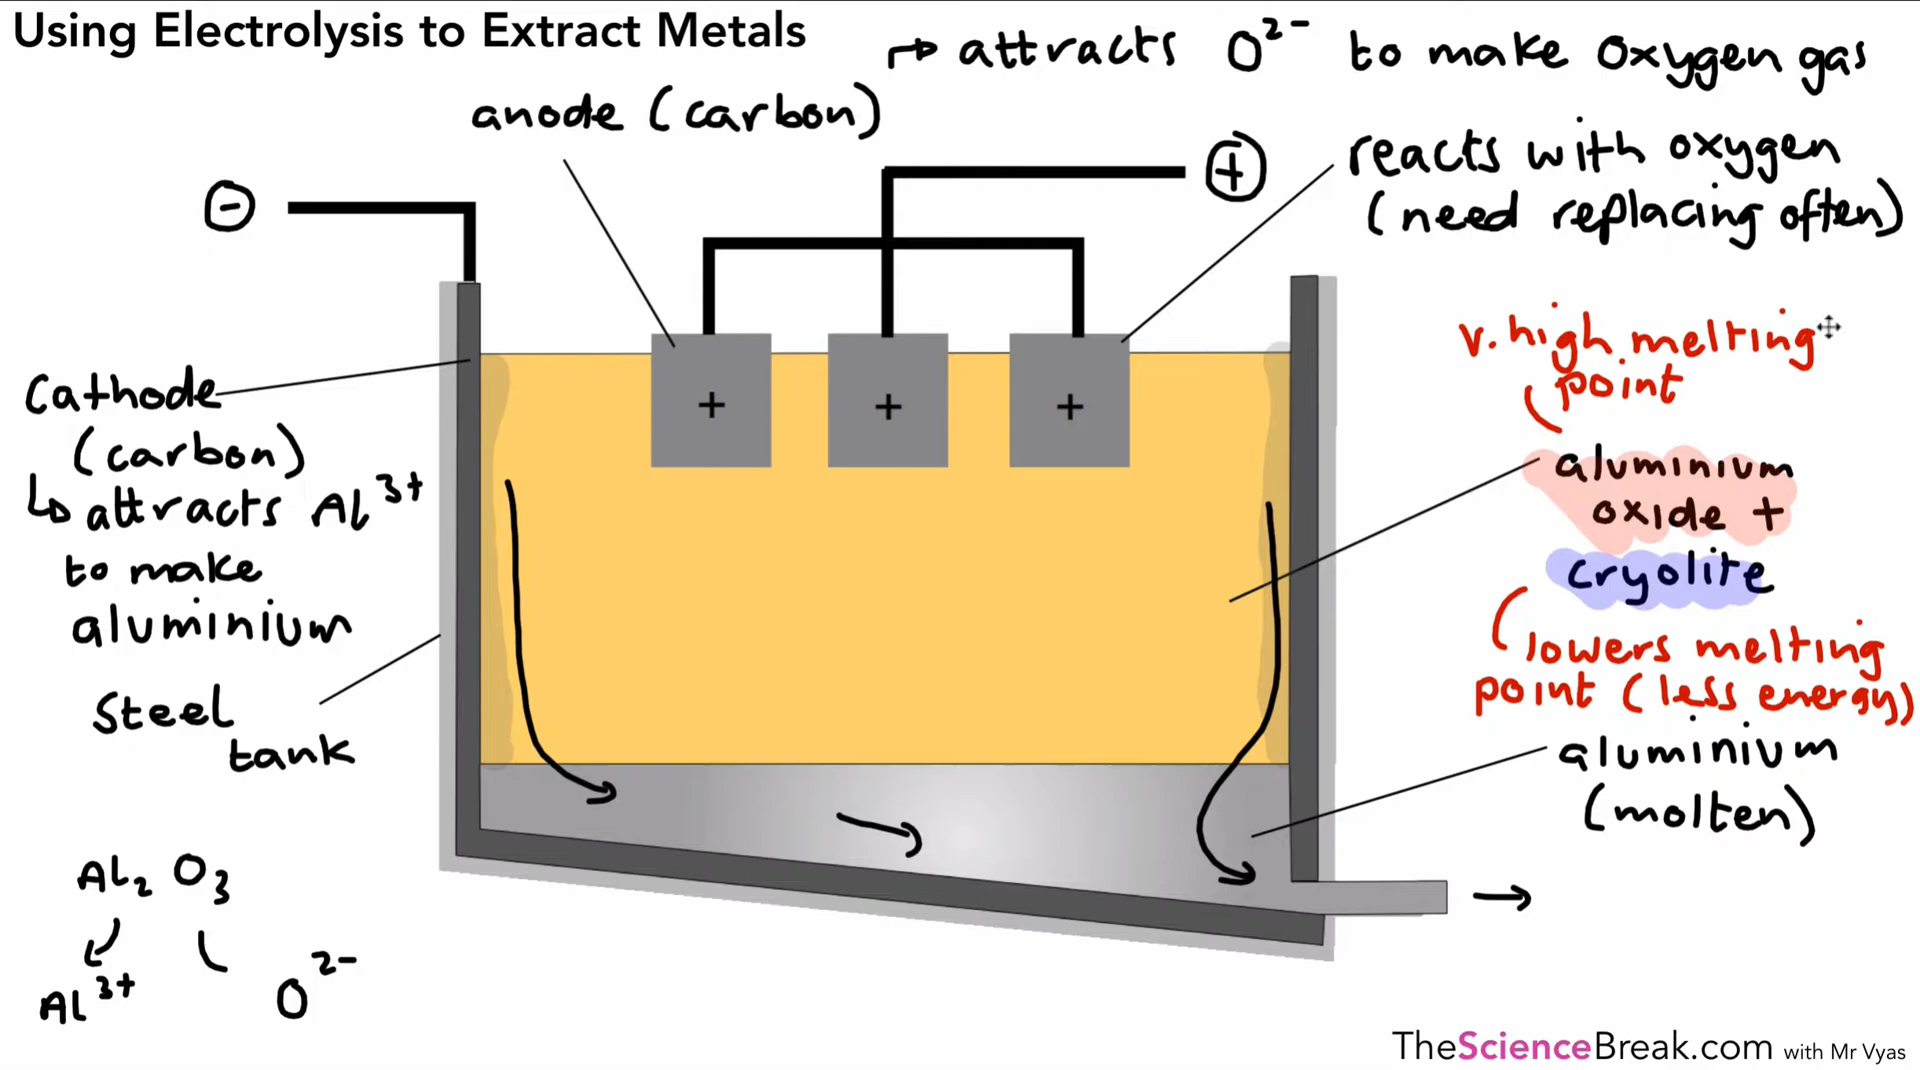 Using Electrolysis to Extract Metals
attracts O²⁻ to make oxygen gas
anode (carbon)
+
reacts with oxygen
(need replacing often)
-
v. high melting
point
cathode
(carbon)
attracts Al³⁺
to make
aluminium
+ + +
aluminium
oxide +
cryolite
lowers melting
point (less energy)
steel
tank
aluminium
(molten)
Al₂O₃
Al³⁺ O²⁻
TheScienceBreak.com with Mr Vyas